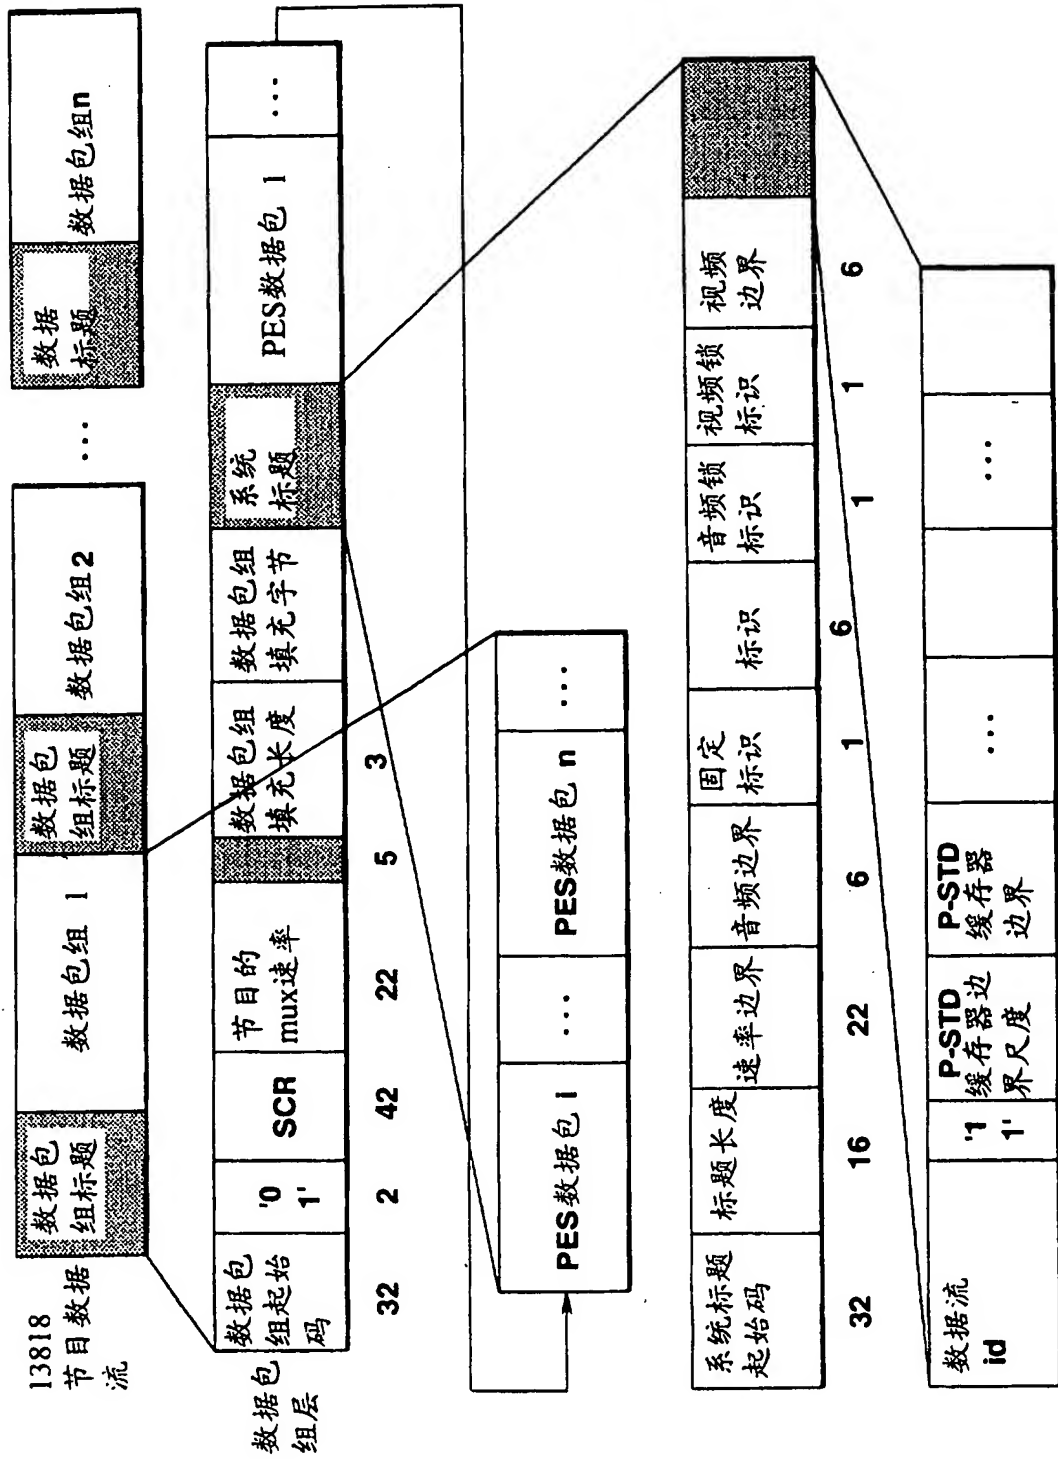 13818
节目数据
流
数据包
组标题
数据包组 1
数据包
组标题
数据包组2
...
数据
标题
数据包组n
数据包
组层
数据包
组起始
码
'0
1'
SCR
节目的
mux速率
数据包组
填充长度
数据包组
填充字节
系统
标题
PES数据包 1
...
32
2
42
22
5
3
PES数据包 i
...
PES数据包 n
...
系统标题
起始码
标题长度
速率边界
音频边界
固定
标识
标识
音频锁
标识
视频锁
标识
视频
边界
32
16
22
6
1
6
1
1
6
数据流
id
'1
1'
P-STD
缓存器边
界尺度
P-STD
缓存器
边界
...
...